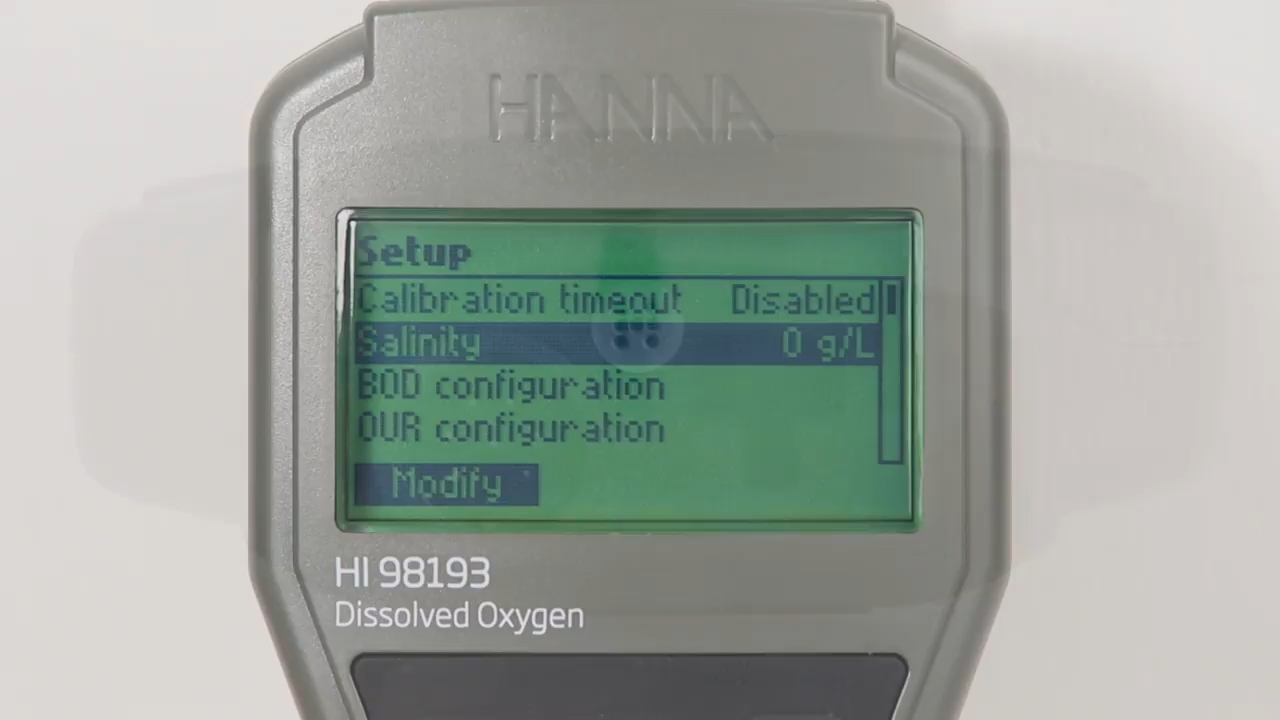 HANNA
Setup
Calibration timeout Disabled
Salinity 0 g/L
BOD configuration
OUR configuration
Modify
HI 98193
Dissolved Oxygen